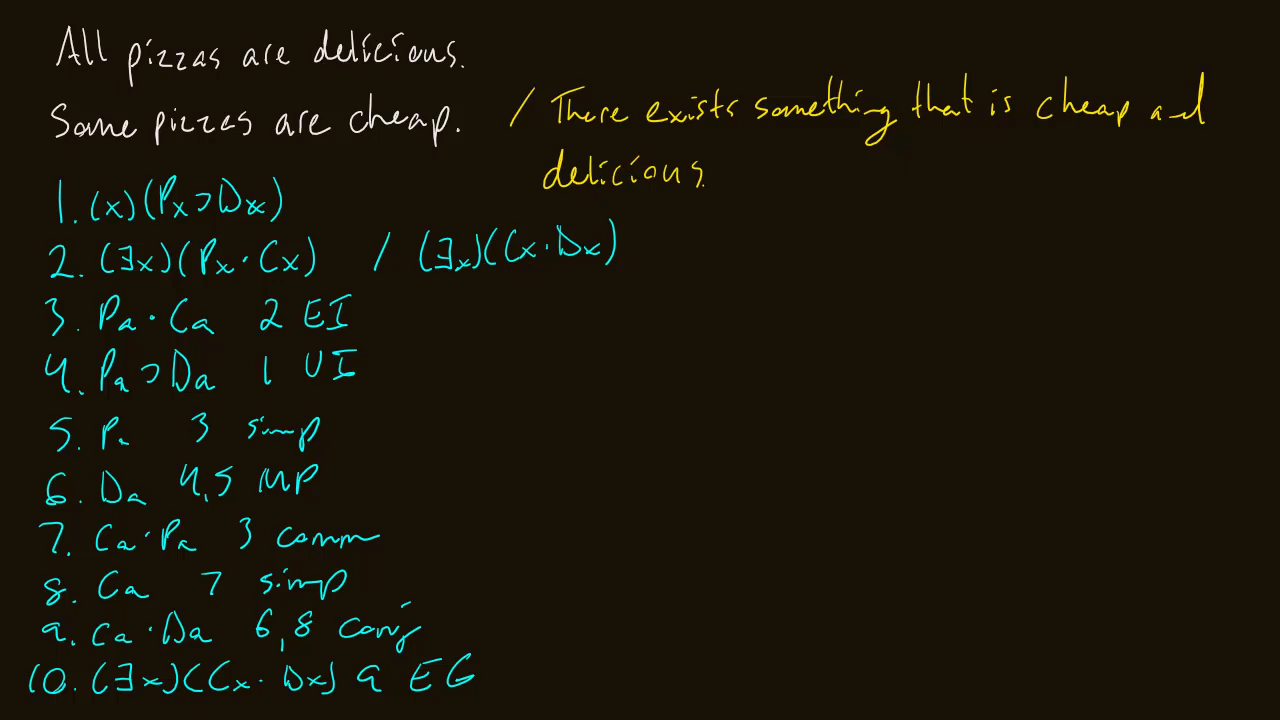 All pizzas are delicious.
Some pizzas are cheap. / There exists something that is cheap and
delicious.
1. (x)(Px⊃Dx)
2. (∃x)(Px·Cx) / (∃x)(Cx·Dx)
3. Pa·Ca 2 EI
4. Pa⊃Da 1 UI
5. Pa 3 simp
6. Da 4,5 MP
7. Ca·Pa 3 comm
8. Ca 7 simp
9. Ca·Da 6,8 conj
10. (∃x)(Cx·Dx) 9 EG